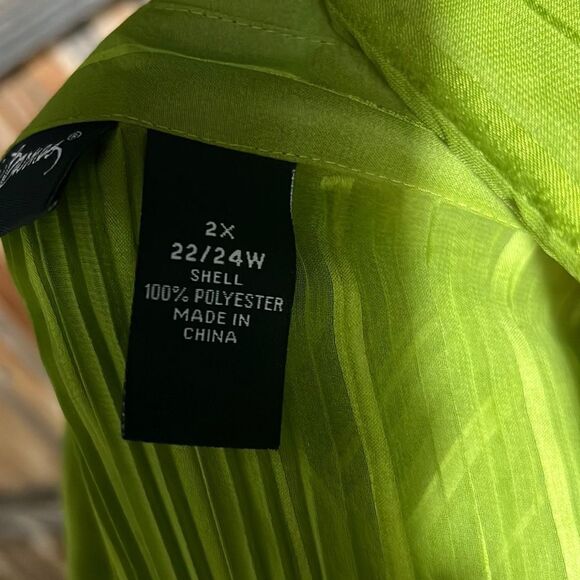 2X
22/24W
SHELL
100% POLYESTER
MADE IN
CHINA